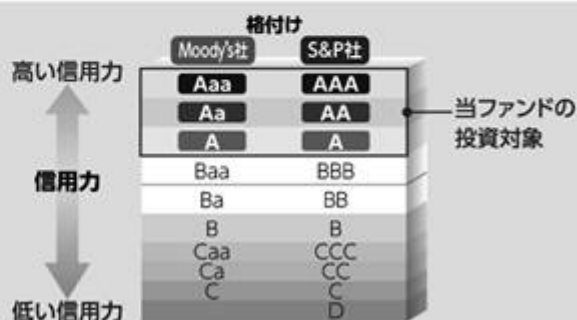 格付け
Moody's社 S&P社
高い信用力
Aaa AAA
Aa AA
A A
当ファンドの
投資対象
Baa BBB
信用力
Ba BB
B B
Caa CCC
Ca CC
C C
低い信用力
D